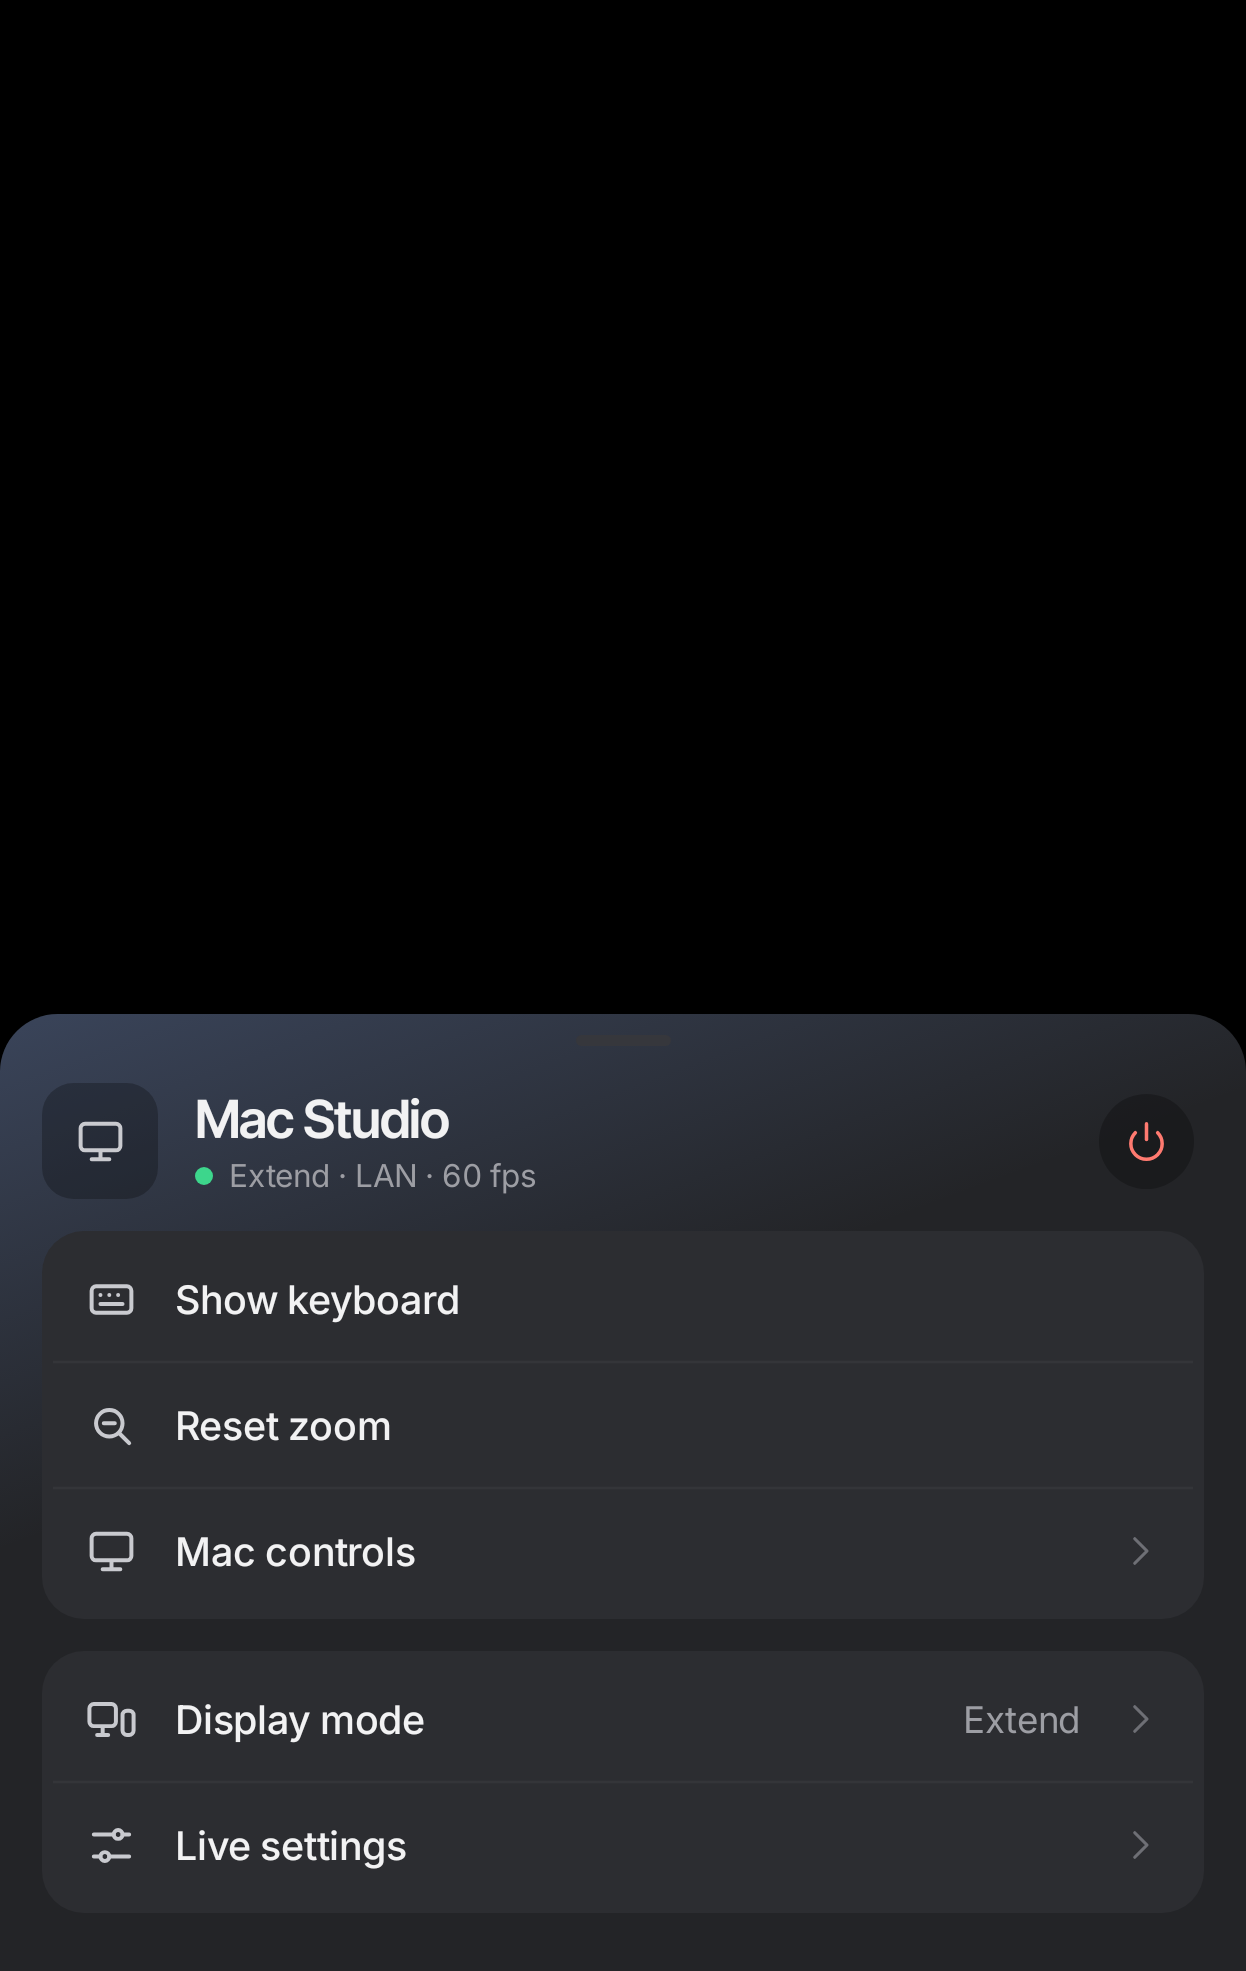 Mac Studio
Extend · LAN · 60 fps
Show keyboard
Reset zoom
Mac controls
Display mode Extend
Live settings